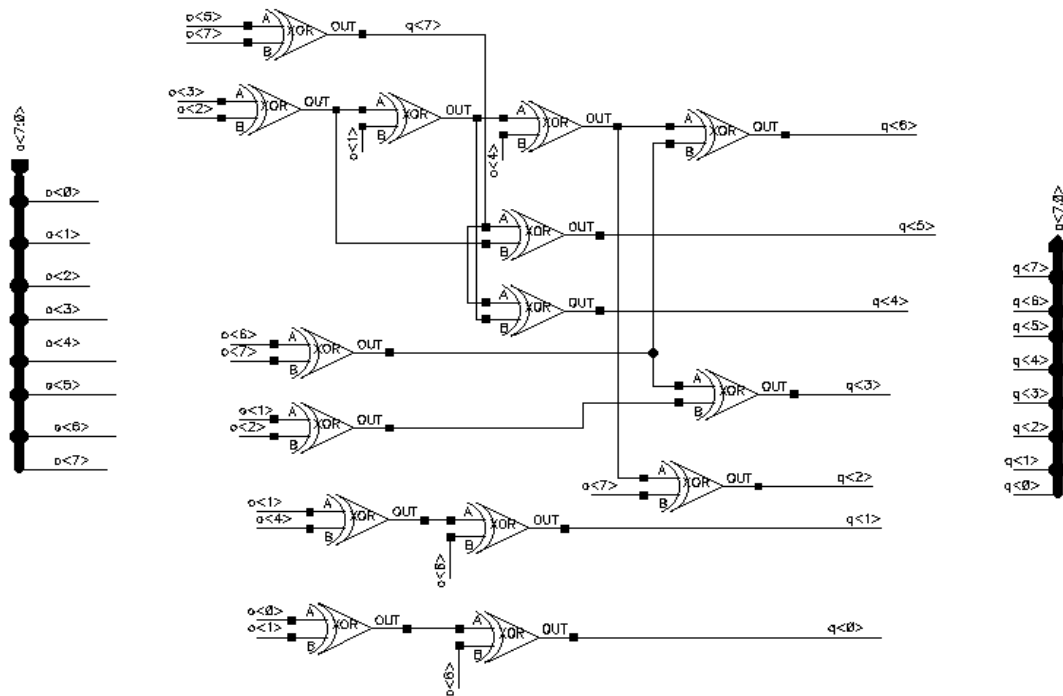 a<5> A XOR OUT q<7>
a<7> B
a<3> A XOR OUT A XOR OUT A XOR OUT A XOR OUT q<6>
a<2> B B B B
a<1>
a<4>
a<7:0>
a<0>
a<1>
a<2>
a<3>
a<4>
a<5>
a<6>
a<7>
A XOR OUT q<5>
B
A XOR OUT q<4>
B
a<6> A XOR OUT
a<7> B
A XOR OUT q<3>
B
a<1> A XOR OUT
a<2> B
A XOR OUT q<2>
a<7> B
a<1> A XOR OUT A XOR OUT q<1>
a<4> B B
a<6>
a<0> A XOR OUT A XOR OUT q<0>
a<1> B B
a<6>
q<7:0>
q<7>
q<6>
q<5>
q<4>
q<3>
q<2>
q<1>
q<0>